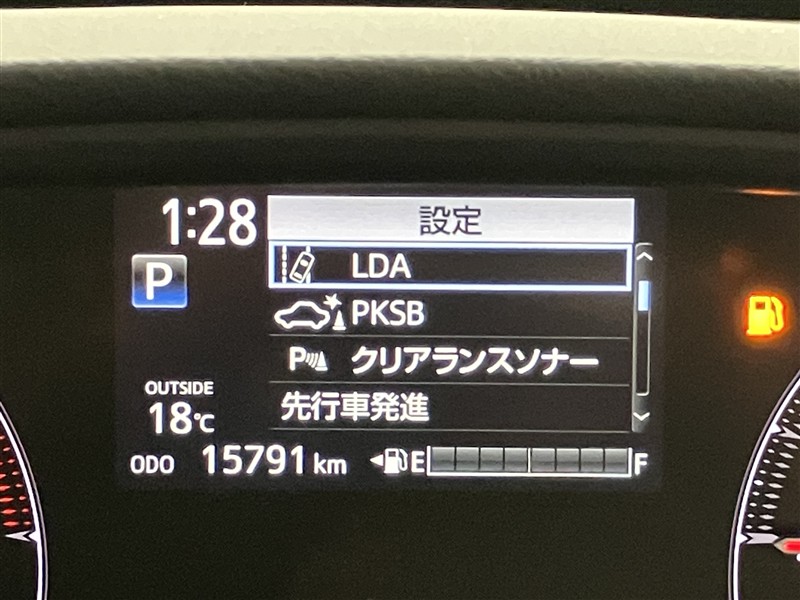 1:28
設定
LDA
P
PKSB
P クリアランスソナー
OUTSIDE
18℃
先行車発進
ODO 15791 km
E F